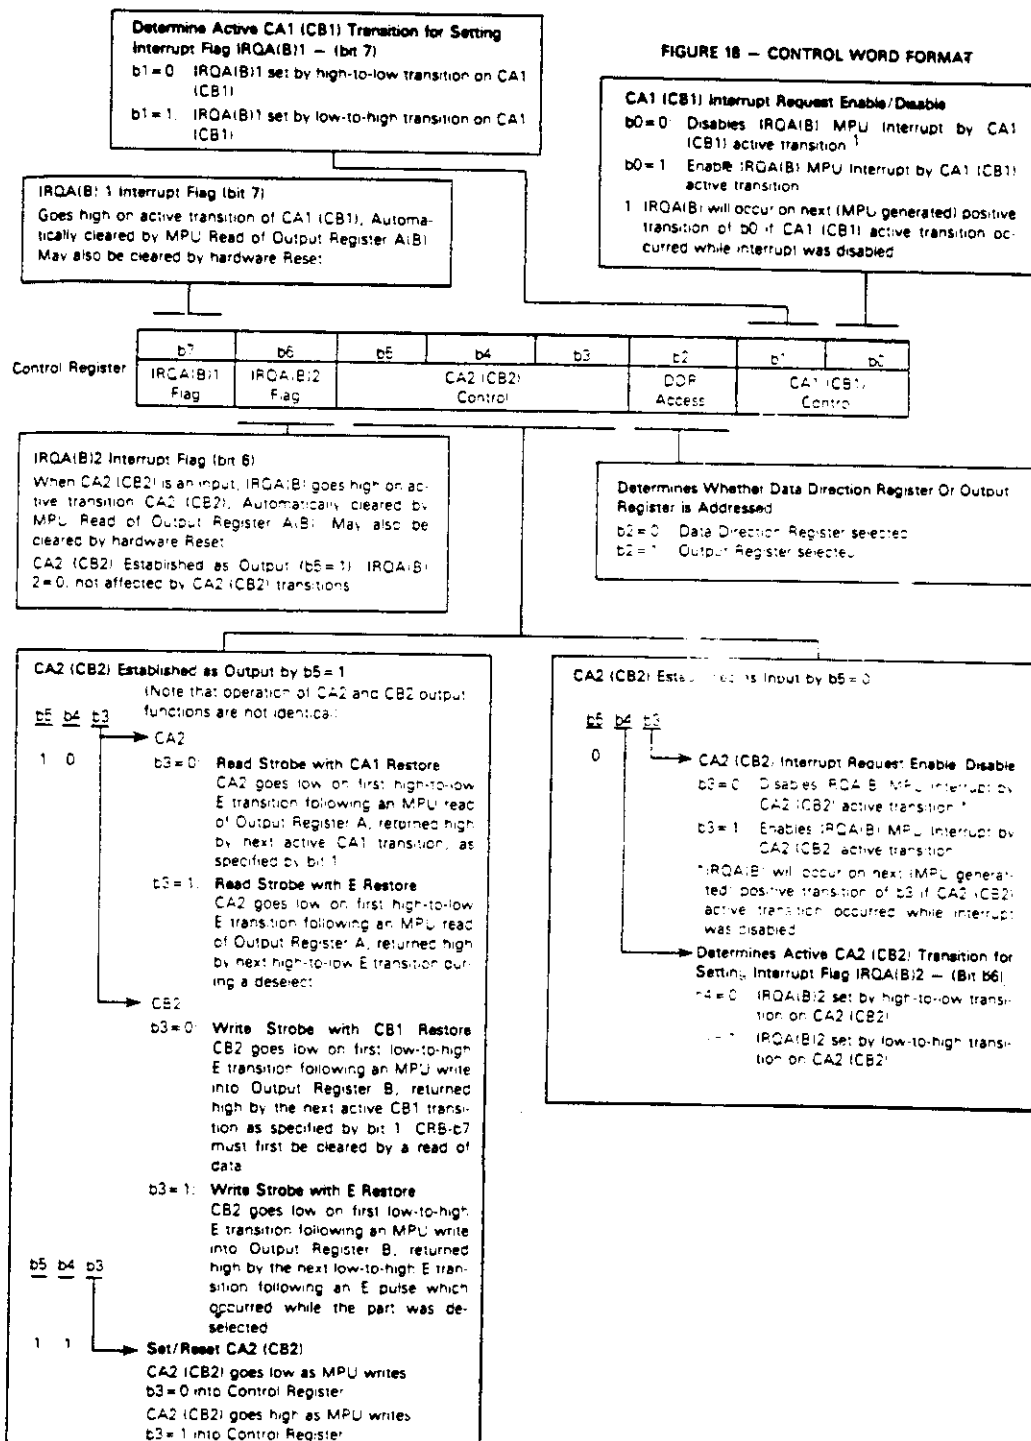 Determine Active CA1 (CB1) Transition for Setting
Interrupt Flag IRQA(B)1 – (bit 7)
b1=0 IRQA(B)1 set by high-to-low transition on CA1
(CB1)
b1=1. IRQA(B)1 set by low-to-high transition on CA1
(CB1)
FIGURE 18 – CONTROL WORD FORMAT
CA1 (CB1) Interrupt Request Enable/Disable
b0=0 Disables IRQA(B) MPU Interrupt by CA1
(CB1) active transition 1
b0=1 Enable IRQA(B) MPU Interrupt by CA1 (CB1)
active transition
1 IRQA(B) will occur on next (MPU generated) positive
transition of b0 if CA1 (CB1) active transition oc-
curred while interrupt was disabled
IRQA(B) 1 Interrupt Flag (bit 7)
Goes high on active transition of CA1 (CB1), Automa-
tically cleared by MPU Read of Output Register A(B)
May also be cleared by hardware Reset
Control Register
b7 b6 b5 b4 b3 b2 b1 b0
IRQA(B)1 Flag
IRQA(B)2 Flag
CA2 (CB2) Control
DDR Access
CA1 (CB1) Control
IRQA(B)2 Interrupt Flag (bit 6)
When CA2 (CB2) is an input, IRQA(B) goes high on ac-
tive transition CA2 (CB2), Automatically cleared by
MPU Read of Output Register A(B) May also be
cleared by hardware Reset
CA2 (CB2) Established as Output (b5=1) IRQA(B)
2=0, not affected by CA2 (CB2) transitions
Determines Whether Data Direction Register Or Output
Register is Addressed
b2=0 Data Direction Register selected
b2=1 Output Register selected
CA2 (CB2) Established as Output by b5=1
(Note that operation of CA2 and CB2 output
functions are not identical)
b5 b4 b3
CA2
1 0
b3=0: Read Strobe with CA1 Restore
CA2 goes low on first high-to-low
E transition following an MPU read
of Output Register A, returned high
by next active CA1 transition, as
specified by bit 1
b3=1. Read Strobe with E Restore
CA2 goes low on first high-to-low
E transition following an MPU read
of Output Register A, returned high
by next high-to-low E transition dur-
ing a deselect
CB2
b3=0: Write Strobe with CB1 Restore
CB2 goes low on first low-to-high
E transition following an MPU write
into Output Register B, returned
high by the next active CB1 transi-
tion as specified by bit 1 CRB-b7
must first be cleared by a read of
data
b3=1: Write Strobe with E Restore
CB2 goes low on first low-to-high
E transition following an MPU write
into Output Register B, returned
high by the next low-to-high E tran-
sition following an E pulse which
occurred while the part was de-
selected
b5 b4 b3
1 1
Set/Reset CA2 (CB2)
CA2 (CB2) goes low as MPU writes
b3=0 into Control Register
CA2 (CB2) goes high as MPU writes
b3=1 into Control Register
CA2 (CB2) as Input by b5=0
b5 b4 b3
0
CA2 (CB2) Interrupt Request Enable Disable
b3=0 Disables IRQA(B) MPU Interrupt by
CA2 (CB2) active transition *
b3=1 Enables IRQA(B) MPU Interrupt by
CA2 (CB2) active transition
*IRQA(B) will occur on next (MPU genera-
ted) positive transition of b3 if CA2 (CB2)
active transition occurred while interrupt
was disabled
Determines Active CA2 (CB2) Transition for
Setting Interrupt Flag IRQA(B)2 – (Bit b6)
b4=0 IRQA(B)2 set by high-to-low transi-
tion on CA2 (CB2)
IRQA(B)2 set by low-to-high transi-
tion on CA2 (CB2)